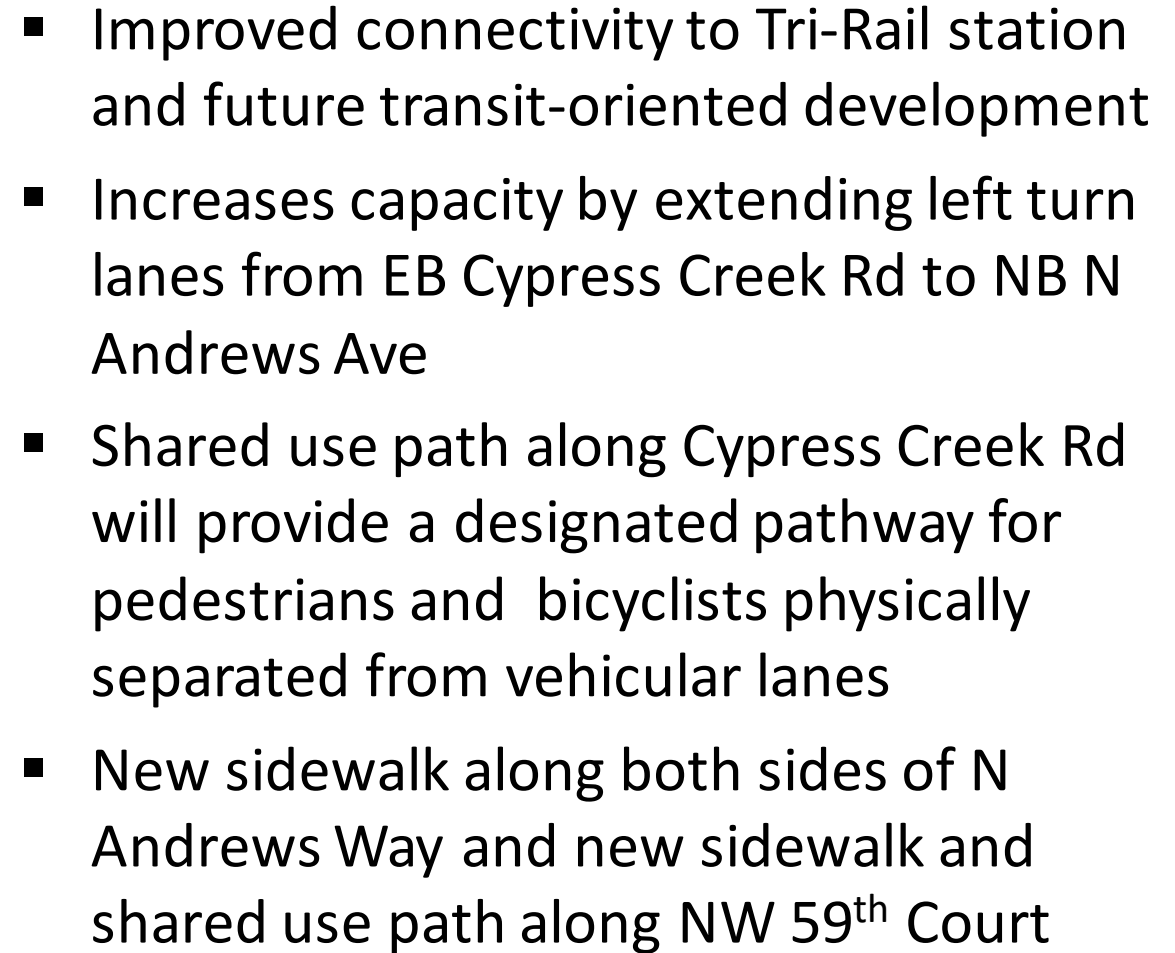 ▪ Improved connectivity to Tri-Rail station
and future transit-oriented development
▪ Increases capacity by extending left turn
lanes from EB Cypress Creek Rd to NB N
Andrews Ave
▪ Shared use path along Cypress Creek Rd
will provide a designated pathway for
pedestrians and  bicyclists physically
separated from vehicular lanes
▪ New sidewalk along both sides of N
Andrews Way and new sidewalk and
shared use path along NW 59th Court